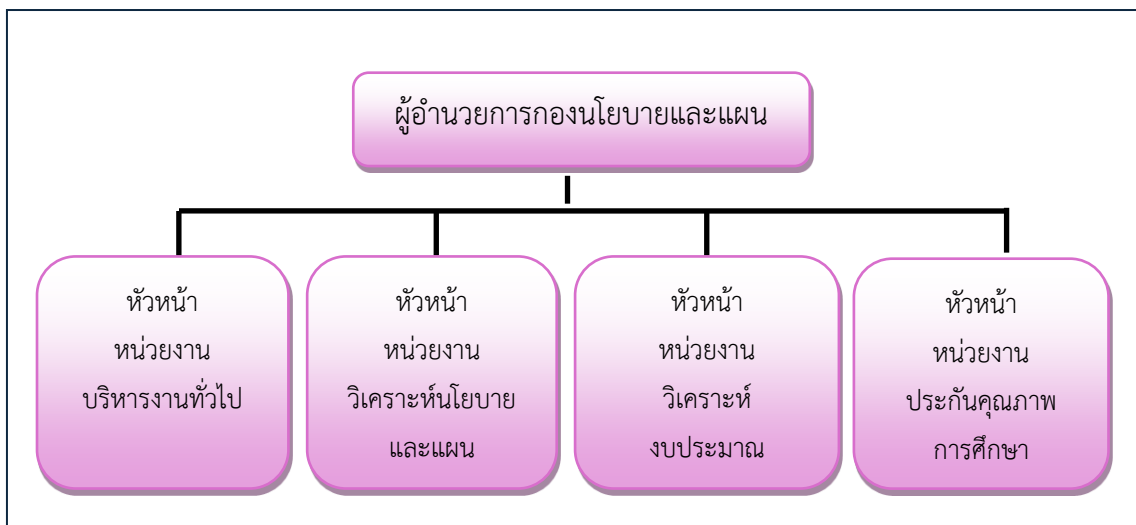 ผู้อำนวยการกองนโยบายและแผน
หัวหน้า
หน่วยงาน
บริหารงานทั่วไป
หัวหน้า
หน่วยงาน
วิเคราะห์นโยบาย
และแผน
หัวหน้า
หน่วยงาน
วิเคราะห์
งบประมาณ
หัวหน้า
หน่วยงาน
ประกันคุณภาพ
การศึกษา